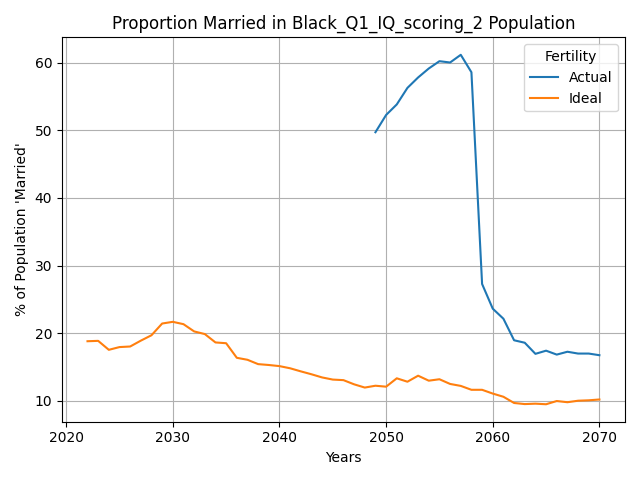 Proportion Married in Black_Q1_IQ_scoring_2 Population
% of Population 'Married'
60
50
40
30
20
10
Fertility
Actual
Ideal
2020
2030
2040
2050
2060
2070
Years